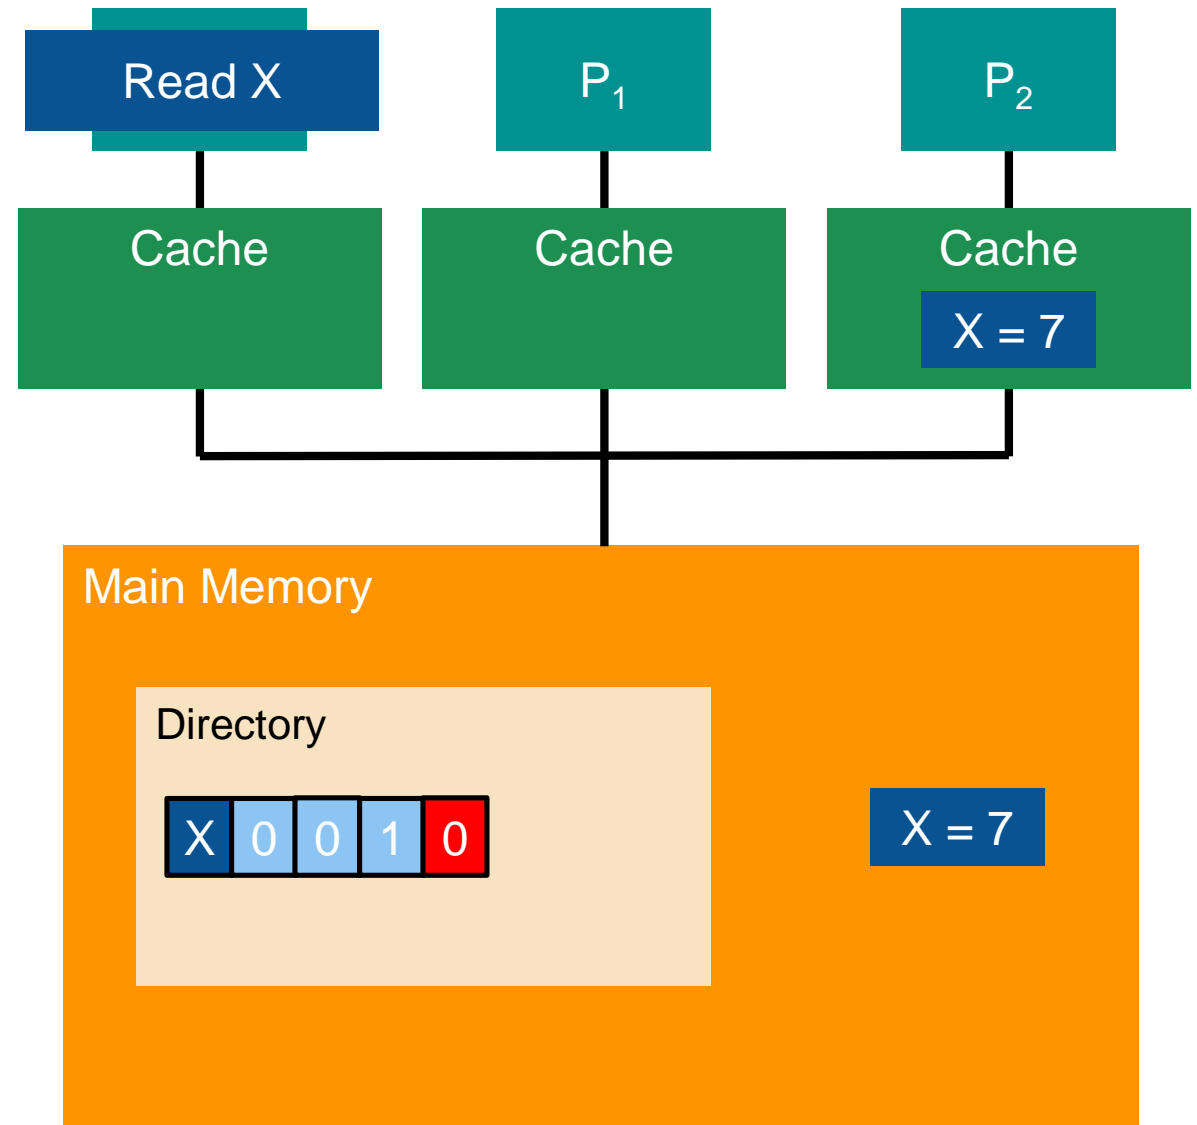 Read X
P₁
P₂
Cache
Cache
Cache
X = 7
Main Memory
Directory
X 0 0 1 0
X = 7